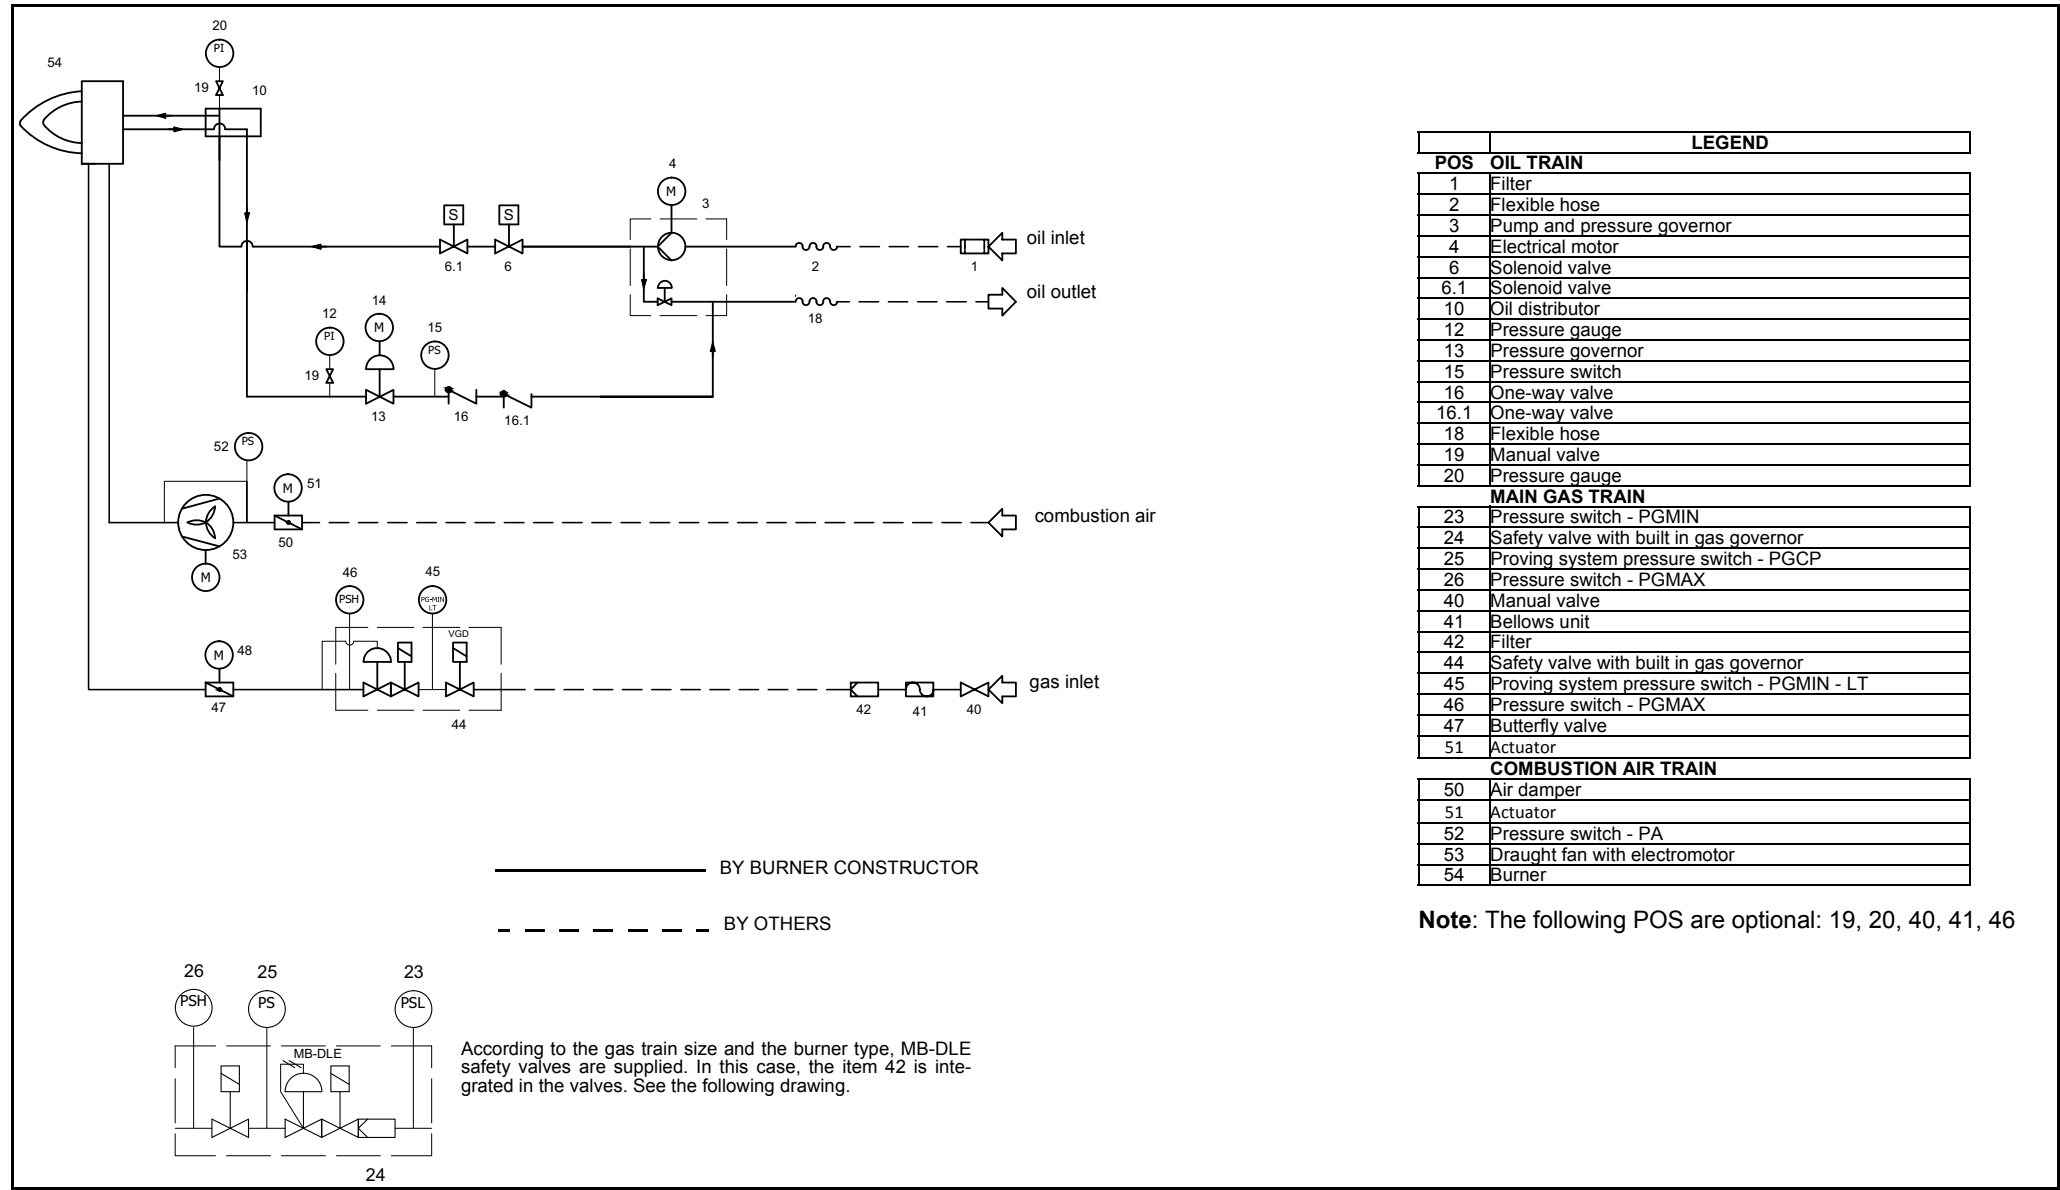 20
PI
54
19
10
4
M
3
S
S
oil inlet
6.1
6
2
1
oil outlet
14
18
12
M
15
PI
PS
19
13
16
16.1
52
PS
M
51
combustion air
50
53
M
46
45
PSH
PG-MIN
LT
VGD
M
48
gas inlet
47
42
41
40
44
BY BURNER CONSTRUCTOR
BY OTHERS
26
25
23
PSH
PS
PSL
MB-DLE
24
According to the gas train size and the burner type, MB-DLE
safety valves are supplied. In this case, the item 42 is inte-
grated in the valves. See the following drawing.
LEGEND
POS OIL TRAIN
1 Filter
2 Flexible hose
3 Pump and pressure governor
4 Electrical motor
6 Solenoid valve
6.1 Solenoid valve
10 Oil distributor
12 Pressure gauge
13 Pressure governor
15 Pressure switch
16 One-way valve
16.1 One-way valve
18 Flexible hose
19 Manual valve
20 Pressure gauge
MAIN GAS TRAIN
23 Pressure switch - PGMIN
24 Safety valve with built in gas governor
25 Proving system pressure switch - PGCP
26 Pressure switch - PGMAX
40 Manual valve
41 Bellows unit
42 Filter
44 Safety valve with built in gas governor
45 Proving system pressure switch - PGMIN - LT
46 Pressure switch - PGMAX
47 Butterfly valve
51 Actuator
COMBUSTION AIR TRAIN
50 Air damper
51 Actuator
52 Pressure switch - PA
53 Draught fan with electromotor
54 Burner
Note: The following POS are optional: 19, 20, 40, 41, 46